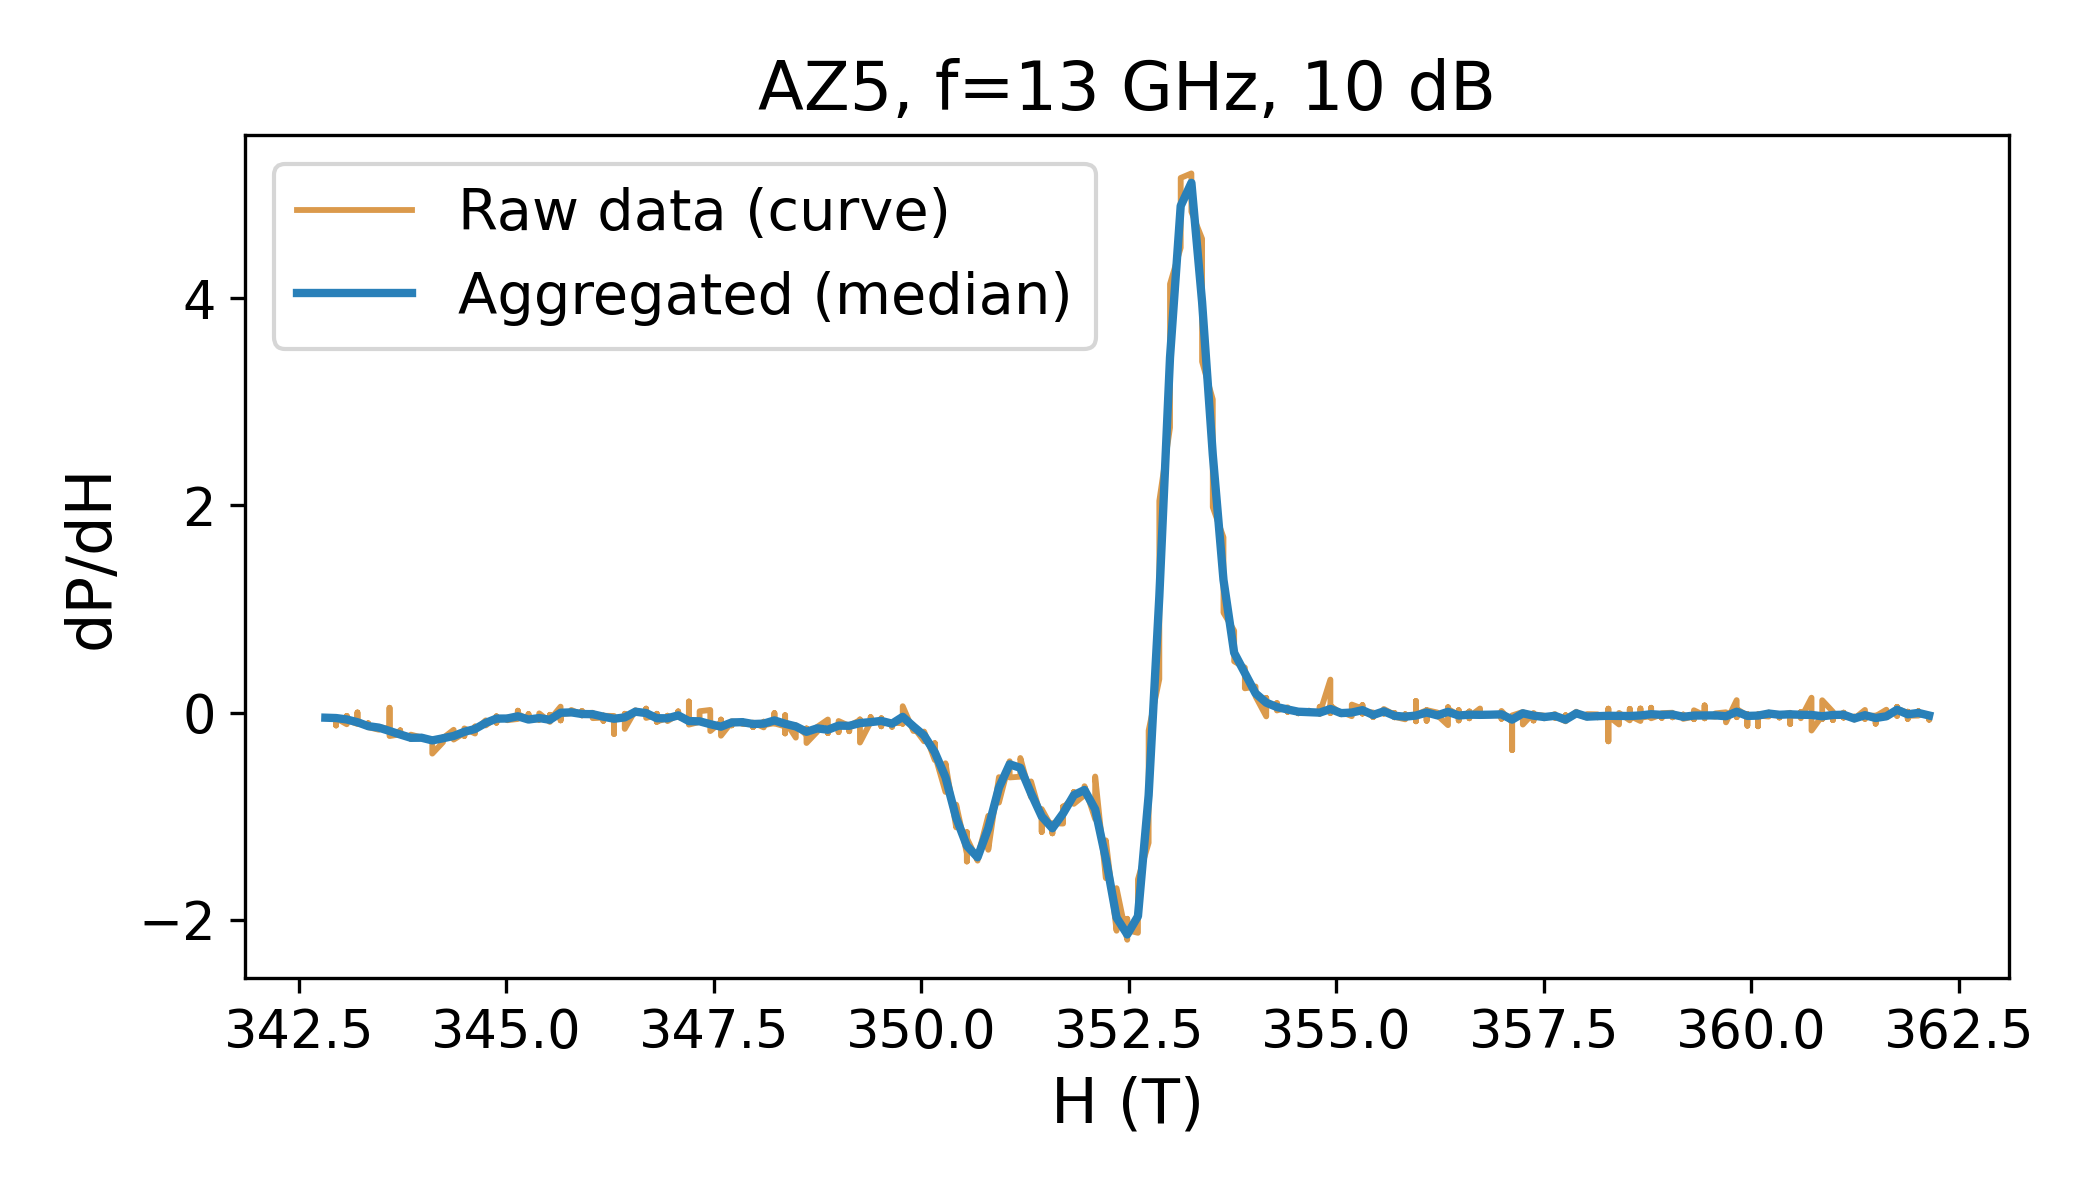 AZ5, f=13 GHz, 10 dB
Raw data (curve)
Aggregated (median)
dP/dH
4
2
0
−2
342.5 345.0 347.5 350.0 352.5 355.0 357.5 360.0 362.5
H (T)